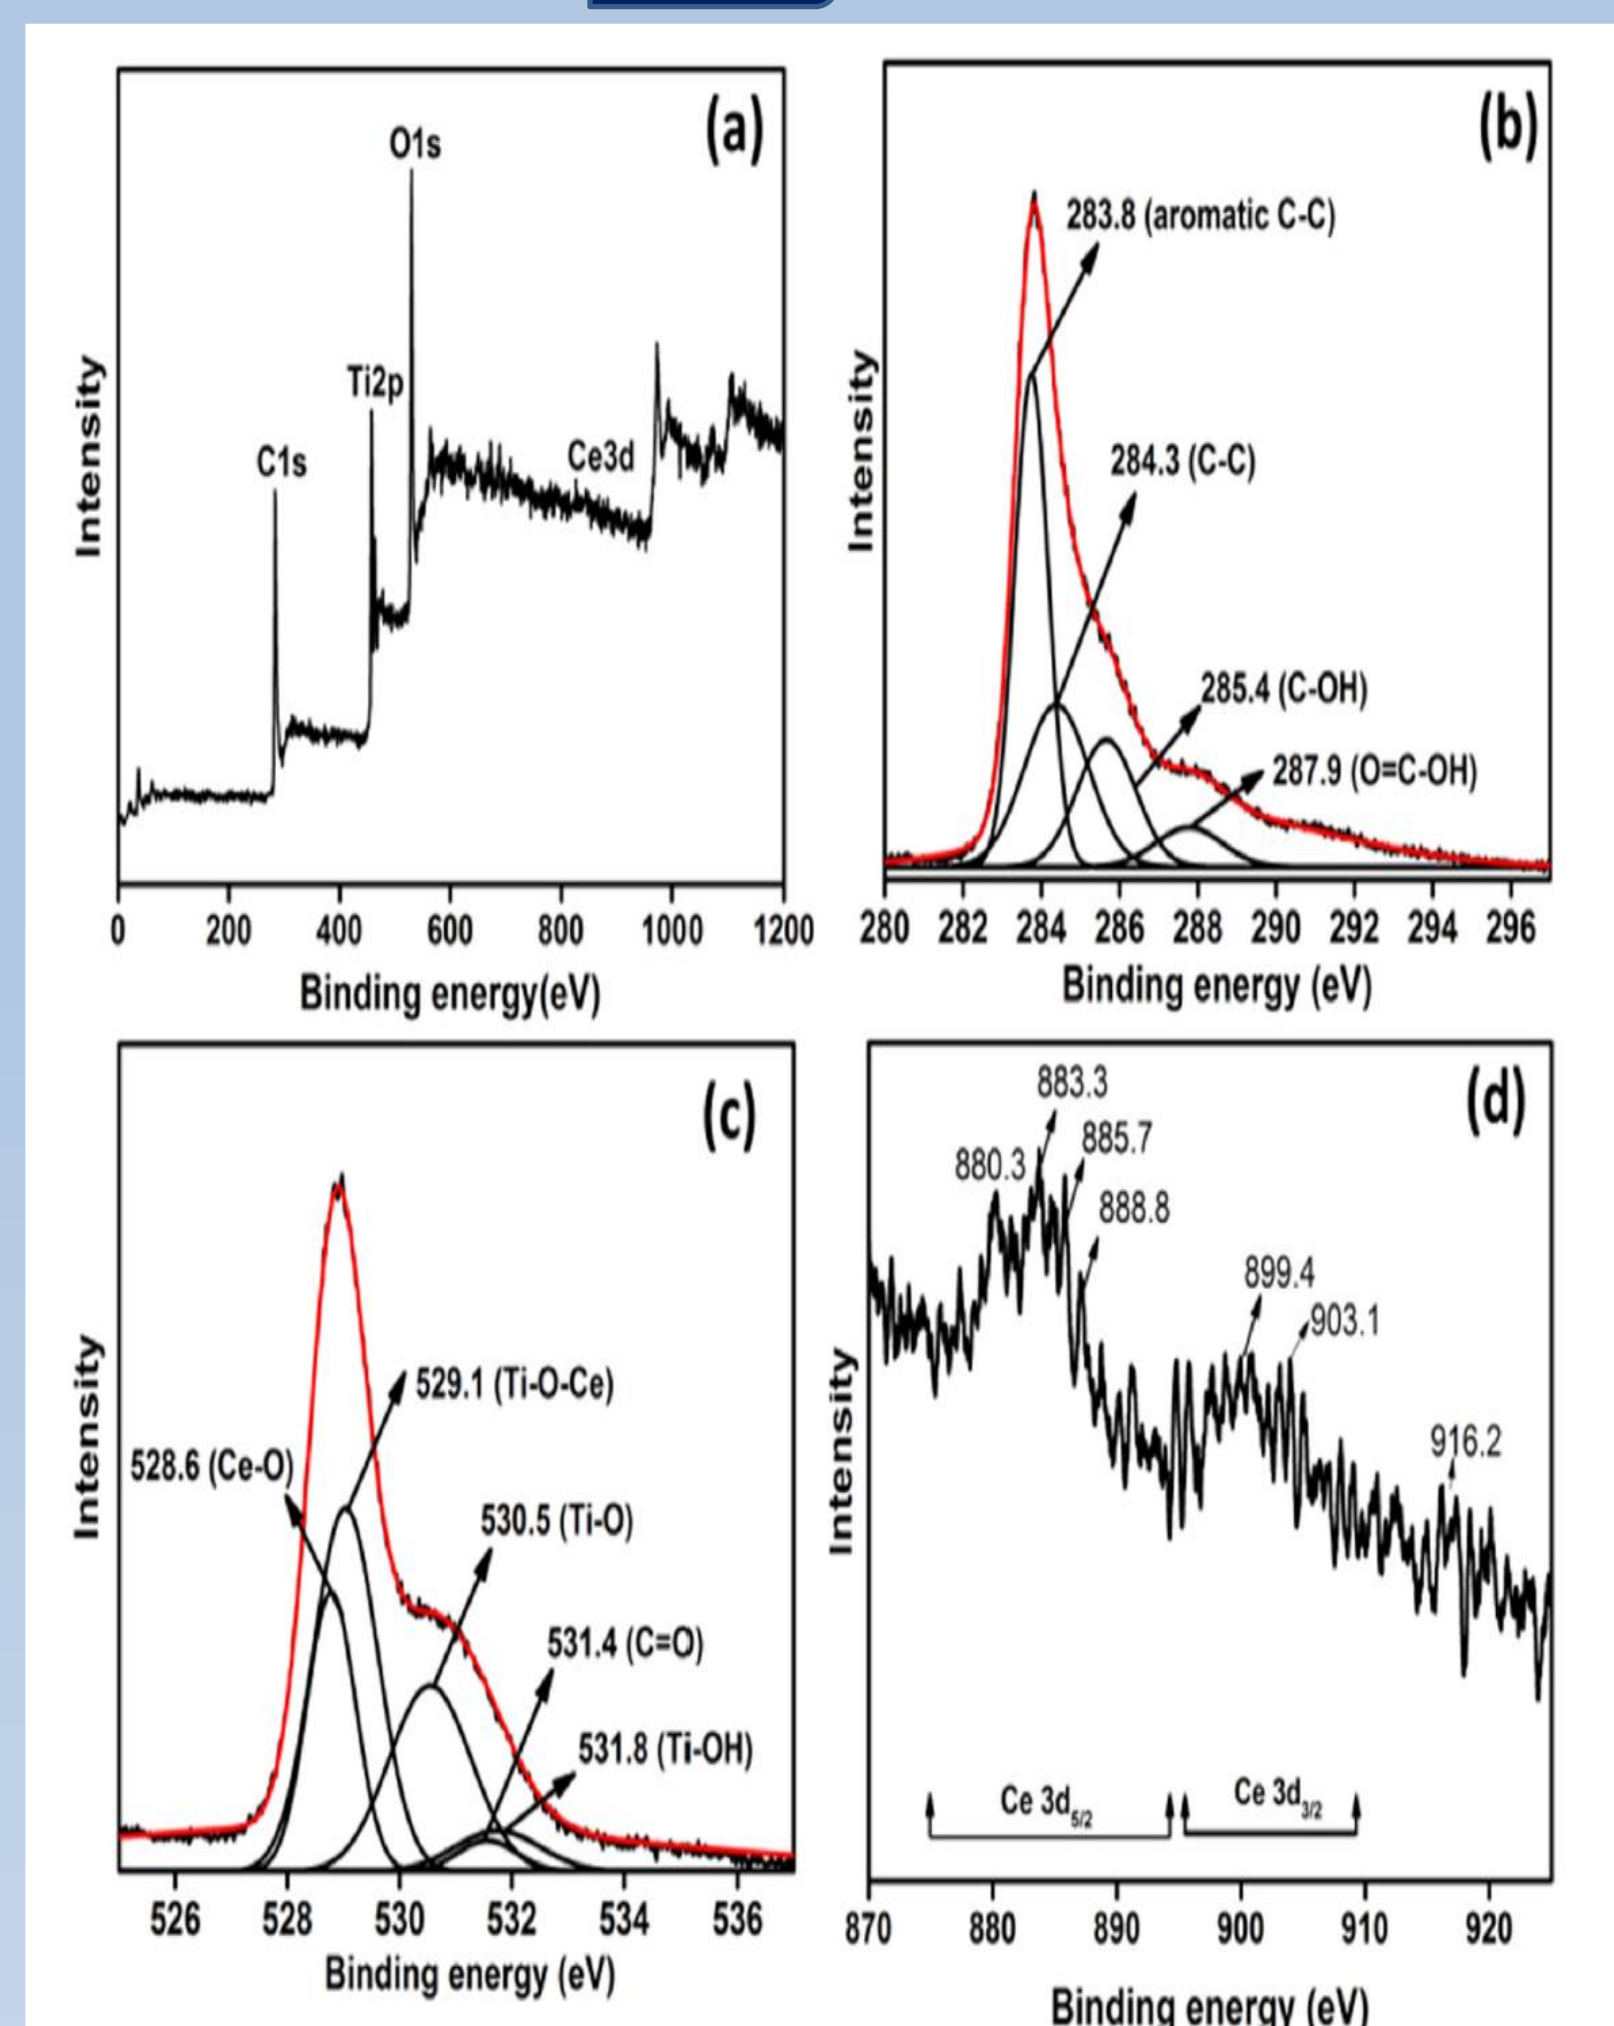 (a)
O1s
Ti2p
C1s
Ce3d
Intensity
0 200 400 600 800 1000 1200
Binding energy(eV)
(b)
283.8 (aromatic C-C)
284.3 (C-C)
285.4 (C-OH)
287.9 (O=C-OH)
Intensity
280 282 284 286 288 290 292 294 296
Binding energy (eV)
(c)
529.1 (Ti-O-Ce)
528.6 (Ce-O)
530.5 (Ti-O)
531.4 (C=O)
531.8 (Ti-OH)
Intensity
526 528 530 532 534 536
Binding energy (eV)
(d)
883.3
885.7
880.3
888.8
899.4
903.1
916.2
Ce 3d5/2
Ce 3d3/2
Intensity
870 880 890 900 910 920
Binding energy (eV)